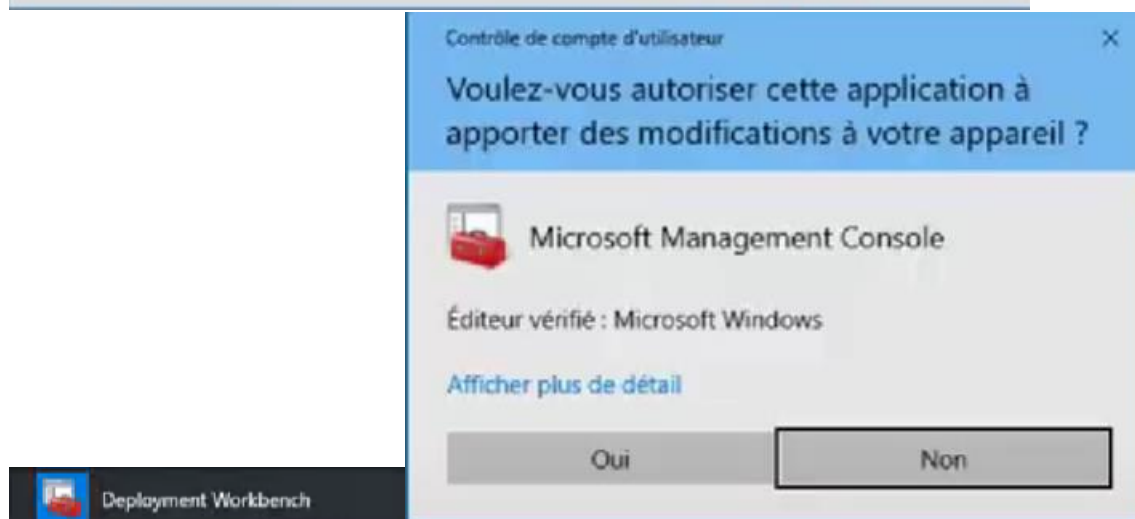 Contrôle de compte d'utilisateur
Voulez-vous autoriser cette application à
apporter des modifications à votre appareil ?
Microsoft Management Console
Éditeur vérifié : Microsoft Windows
Afficher plus de détail
Oui
Non
Deployment Workbench